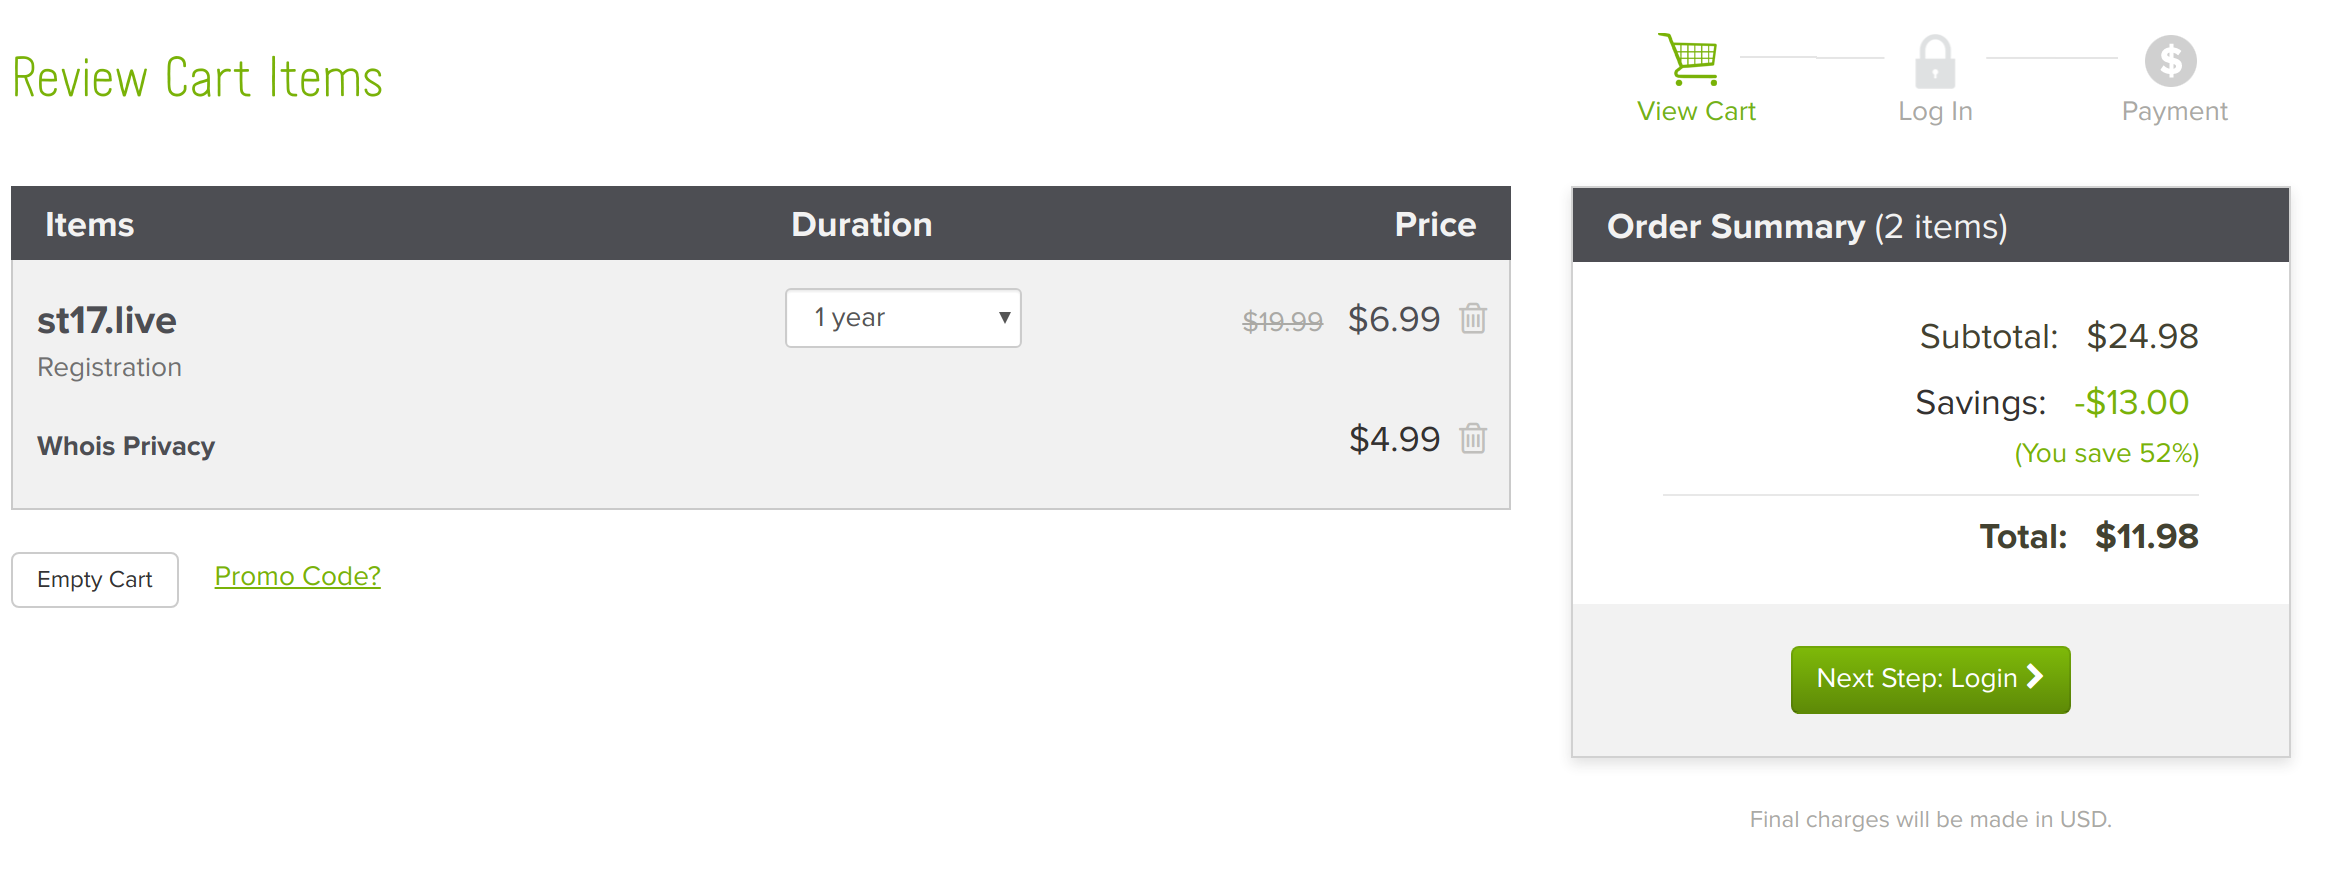 Review Cart Items
View Cart
Log In
Payment
Items Duration Price
st17.live 1 year $19.99 $6.99
Registration
Whois Privacy $4.99
Empty Cart Promo Code?
Order Summary (2 items)
Subtotal: $24.98
Savings: -$13.00
(You save 52%)
Total: $11.98
Next Step: Login
Final charges will be made in USD.